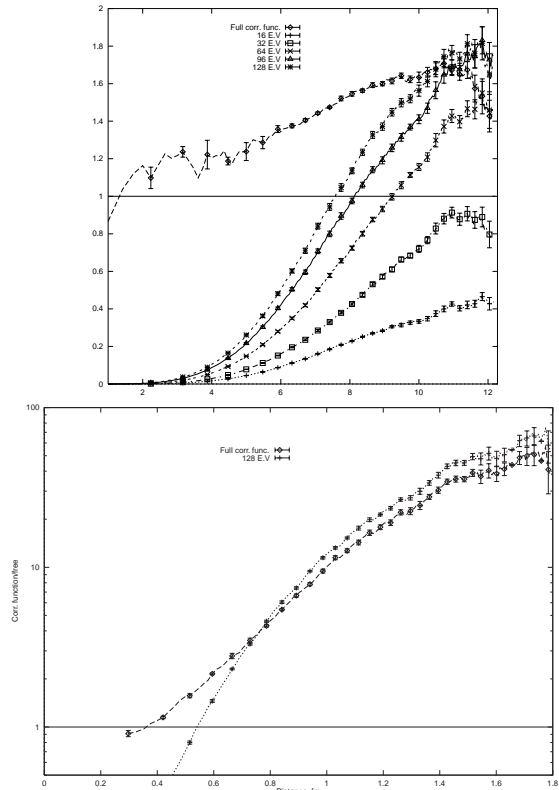 2
1.8
1.6
1.4
1.2
1
0.8
0.6
0.4
0.2
0
Full corr. func.
16 E.V
32 E.V
64 E.V
96 E.V
128 E.V
2 4 6 8 10 12
100
10
1
Full corr. func.
128 E.V
Corr. function/free
0 0.2 0.4 0.6 0.8 1 1.2 1.4 1.6 1.8